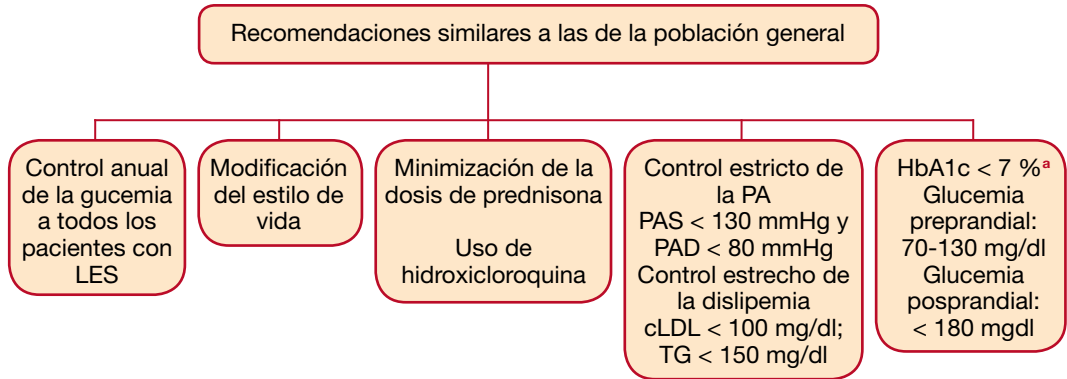 Recomendaciones similares a las de la población general
Control anual
de la gucemia
a todos los
pacientes con
LES
Modificación
del estilo de
vida
Minimización de la
dosis de prednisona
Uso de
hidroxicloroquina
Control estricto de
la PA
PAS < 130 mmHg y
PAD < 80 mmHg
Control estrecho de
la dislipemia
cLDL < 100 mg/dl;
TG < 150 mg/dl
HbA1c < 7 %ª
Glucemia
preprandial:
70-130 mg/dl
Glucemia
posprandial:
< 180 mgdl